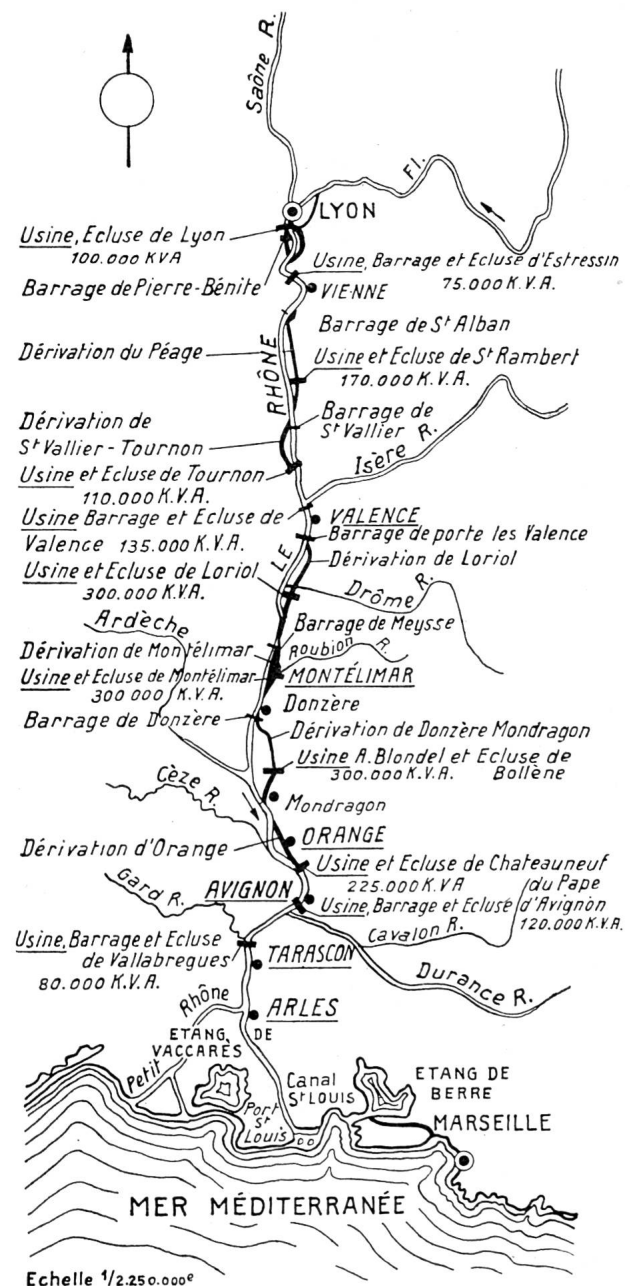 Saône R.
Fl.
LYON
Usine, Ecluse de Lyon
100.000 KVA
Usine, Barrage et Ecluse d'Estressin
75.000 K.V.A.
Barrage de Pierre-Bénite
VIENNE
Barrage de St Alban
LE RHÔNE
Dérivation du Péage
Usine et Ecluse de St Rambert
170.000 K.V.A.
Dérivation de
St Vallier-Tournon
Barrage de
St Vallier
Isère R.
Usine et Ecluse de Tournon
110.000 K.V.A.
Usine Barrage et Ecluse de
Valence 135.000 K.V.A.
VALENCE
Barrage de porte les Valence
Dérivation de Loriol
Usine et Ecluse de Loriol
300.000 K.V.A.
Drôme R.
Ardèche
Barrage de Meysse
Roubion R.
Dérivation de Montélimar
Usine et Ecluse de Montélimar
300 000 K.V.A.
MONTÉLIMAR
Donzère
Barrage de Donzère
Dérivation de Donzère Mondragon
Usine A. Blondel et Ecluse de
300.000 K.V.A. Bollène
Cèze R.
Mondragon
ORANGE
Dérivation d'Orange
Usine et Ecluse de Chateauneuf
225.000 K.V.A
du Pape
Gard R.
AVIGNON
Usine, Barrage et Ecluse d'Avignon
120.000 K.V.A.
Cavalon R.
Usine, Barrage et Ecluse
de Vallabregues
80.000 K.V.A.
TARASCON
Durance R.
ARLES
Petit Rhône
ETANG DE
VACCARÈS
Canal
St LOUIS
Port
St
Louis
ETANG DE
BERRE
MARSEILLE
MER MÉDITERRANÉE
Echelle 1/2.250.000e